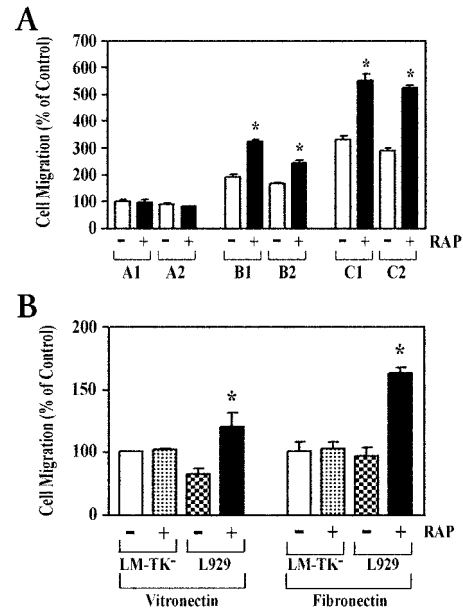 A
Cell Migration (% of Control)
700
600
500
400
300
200
100
0
* * * *
- + - + - + - + - + - + RAP
A1 A2 B1 B2 C1 C2
B
Cell Migration (% of Control)
200
150
100
0
* *
- + - + - + - + RAP
LM-TK- L929 LM-TK- L929
Vitronectin Fibronectin